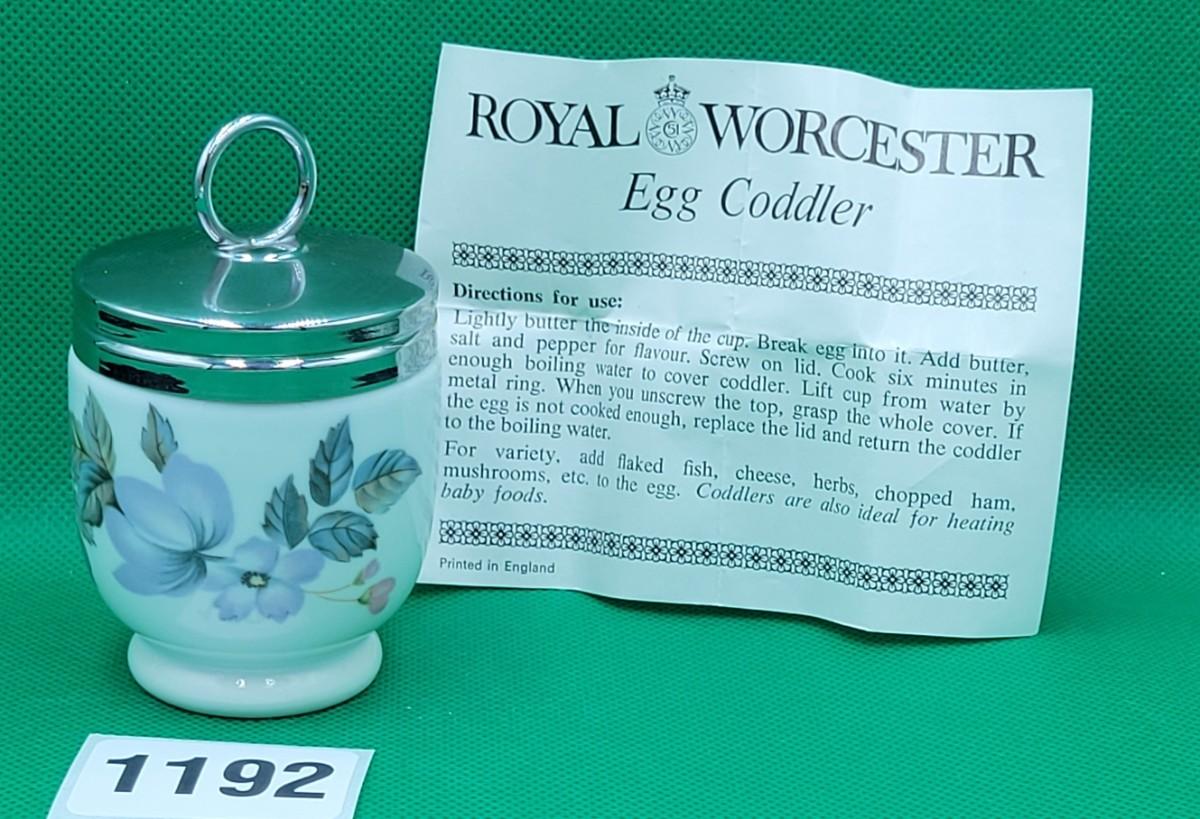 ROYAL WORCESTER
51
Egg Coddler
Directions for use:
Lightly butter the inside of the cup. Break egg into it. Add butter,
salt and pepper for flavour. Screw on lid. Cook six minutes in
enough boiling water to cover coddler. Lift cup from water by
metal ring. When you unscrew the top, grasp the whole cover. If
the egg is not cooked enough, replace the lid and return the coddler
to the boiling water.
For variety, add flaked fish, cheese, herbs, chopped ham,
mushrooms, etc. to the egg. Coddlers are also ideal for heating
baby foods.
Printed in England
1192